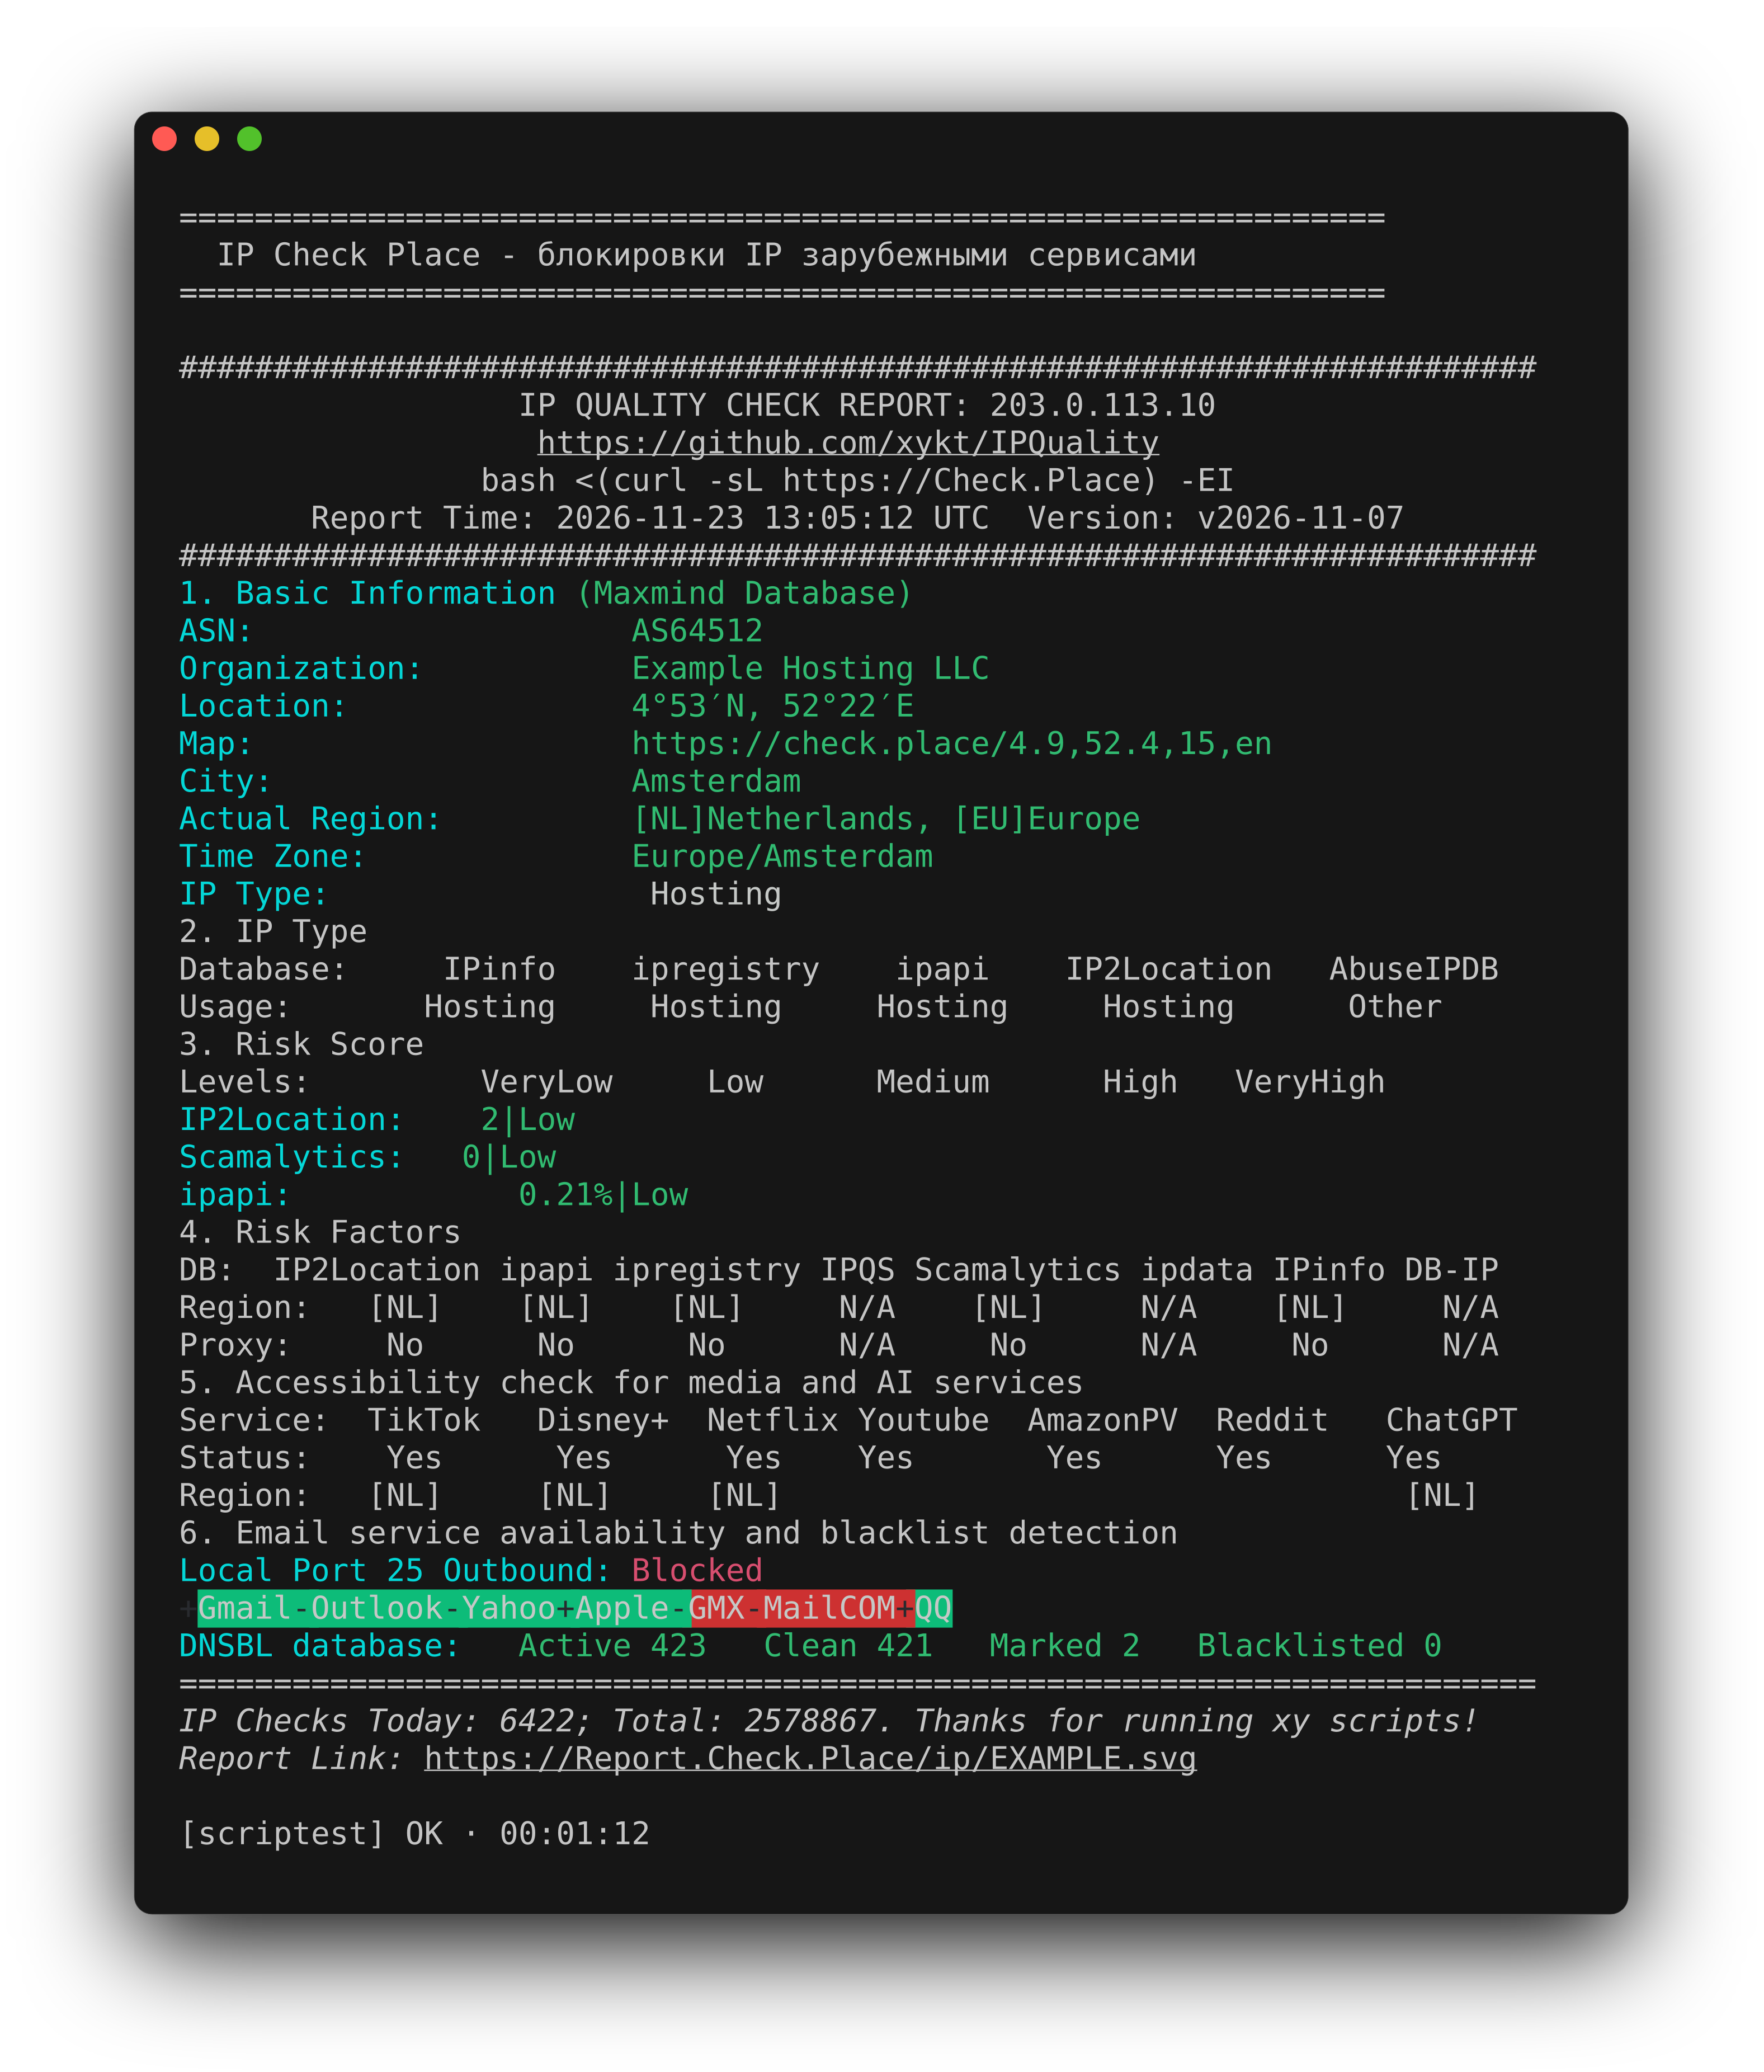 ================================================================
  IP Check Place - блокировки IP зарубежными сервисами
================================================================
########################################################################
IP QUALITY CHECK REPORT: 203.0.113.10
https://github.com/xykt/IPQuality
bash <(curl -sL https://Check.Place) -EI
Report Time: 2026-11-23 13:05:12 UTC  Version: v2026-11-07
########################################################################
1. Basic Information (Maxmind Database)
ASN:                    AS64512
Organization:           Example Hosting LLC
Location:               4°53′N, 52°22′E
Map:                    https://check.place/4.9,52.4,15,en
City:                   Amsterdam
Actual Region:          [NL]Netherlands, [EU]Europe
Time Zone:              Europe/Amsterdam
IP Type:                 Hosting
2. IP Type
Database:     IPinfo    ipregistry    ipapi    IP2Location   AbuseIPDB
Usage:       Hosting     Hosting     Hosting     Hosting      Other
3. Risk Score
Levels:         VeryLow     Low      Medium      High   VeryHigh
IP2Location:    2|Low
Scamalytics:   0|Low
ipapi:            0.21%|Low
4. Risk Factors
DB:  IP2Location ipapi ipregistry IPQS Scamalytics ipdata IPinfo DB-IP
Region:   [NL]    [NL]    [NL]     N/A    [NL]     N/A    [NL]     N/A
Proxy:     No      No      No      N/A     No      N/A     No      N/A
5. Accessibility check for media and AI services
Service:  TikTok   Disney+  Netflix Youtube  AmazonPV  Reddit   ChatGPT
Status:    Yes      Yes      Yes    Yes       Yes      Yes      Yes
Region:   [NL]     [NL]     [NL]                                 [NL]
6. Email service availability and blacklist detection
Local Port 25 Outbound: Blocked
+Gmail-Outlook-Yahoo+Apple-GMX-MailCOM+QQ
DNSBL database:   Active 423   Clean 421   Marked 2   Blacklisted 0
========================================================================
IP Checks Today: 6422; Total: 2578867. Thanks for running xy scripts!
Report Link: https://Report.Check.Place/ip/EXAMPLE.svg
[scriptest] OK · 00:01:12